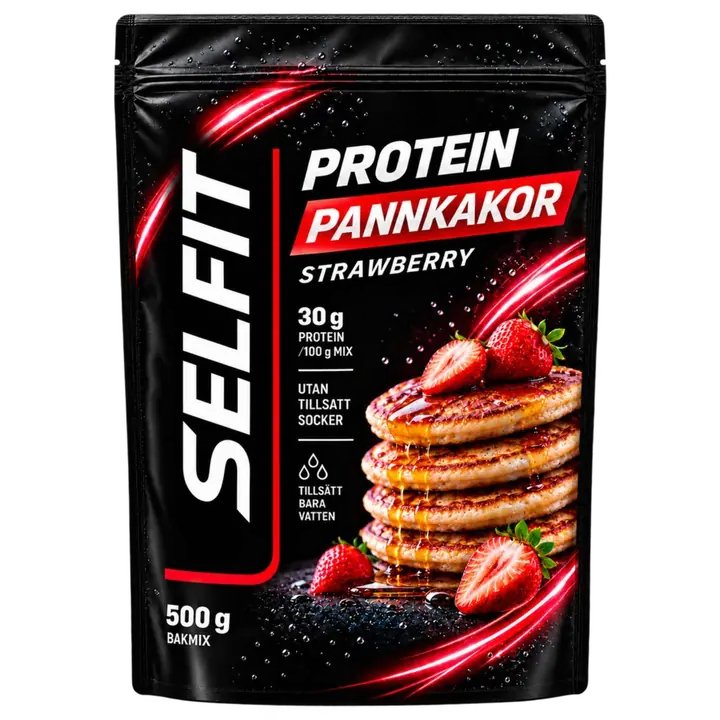 SELFIT
PROTEIN
PANNKAKOR
STRAWBERRY
30 g
PROTEIN
/100 g MIX
UTAN
TILLSATT
SOCKER
TILLSÄTT
BARA
VATTEN
500 g
BAKMIX